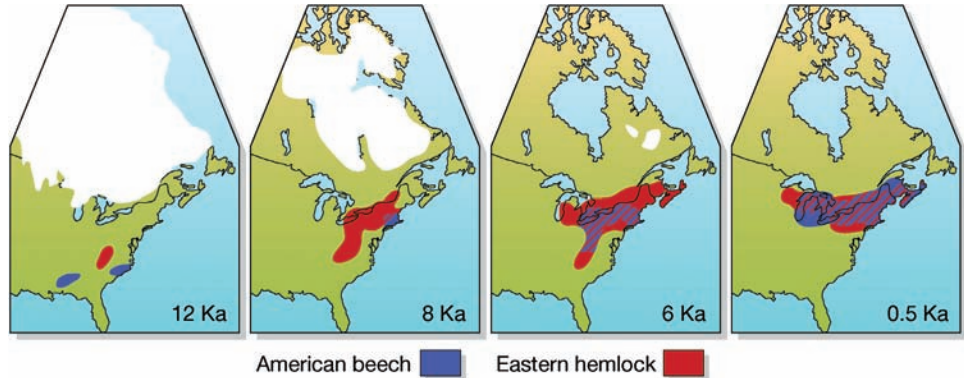 12 Ka
8 Ka
6 Ka
0.5 Ka
American beech
Eastern hemlock